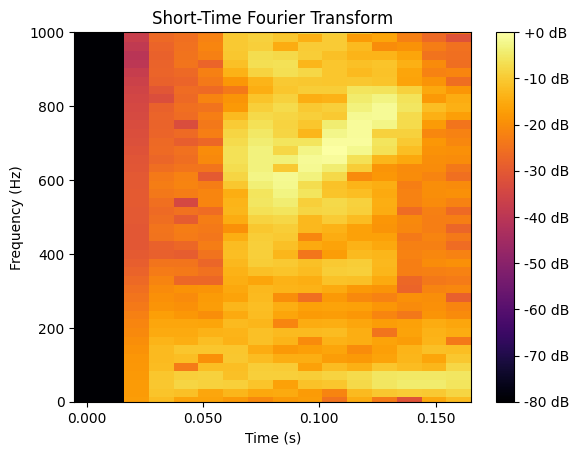 Short-Time Fourier Transform
Frequency (Hz)
1000
800
600
400
200
0
0.000
0.050
0.100
0.150
Time (s)
+0 dB
-10 dB
-20 dB
-30 dB
-40 dB
-50 dB
-60 dB
-70 dB
-80 dB